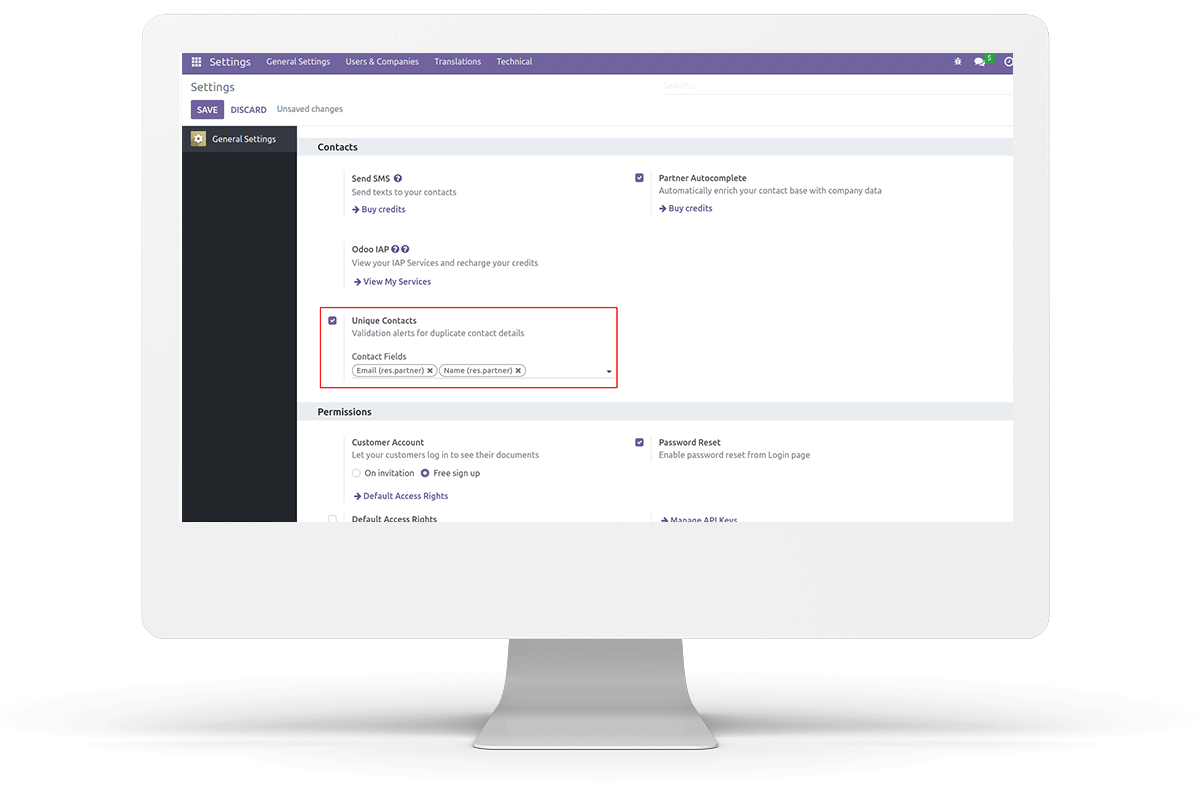 Settings General Settings Users & Companies Translations Technical 5
Settings
Search...
SAVE DISCARD Unsaved changes
General Settings
Contacts
Send SMS
Send texts to your contacts
Buy credits
Partner Autocomplete
Automatically enrich your contact base with company data
Buy credits
Odoo IAP
View your IAP Services and recharge your credits
View My Services
Unique Contacts
Validation alerts for duplicate contact details
Contact Fields
Email (res.partner) Name (res.partner)
Permissions
Customer Account
Let your customers log in to see their documents
On invitation Free sign up
Default Access Rights
Password Reset
Enable password reset from Login page
Default Access Rights
Manage API Keys